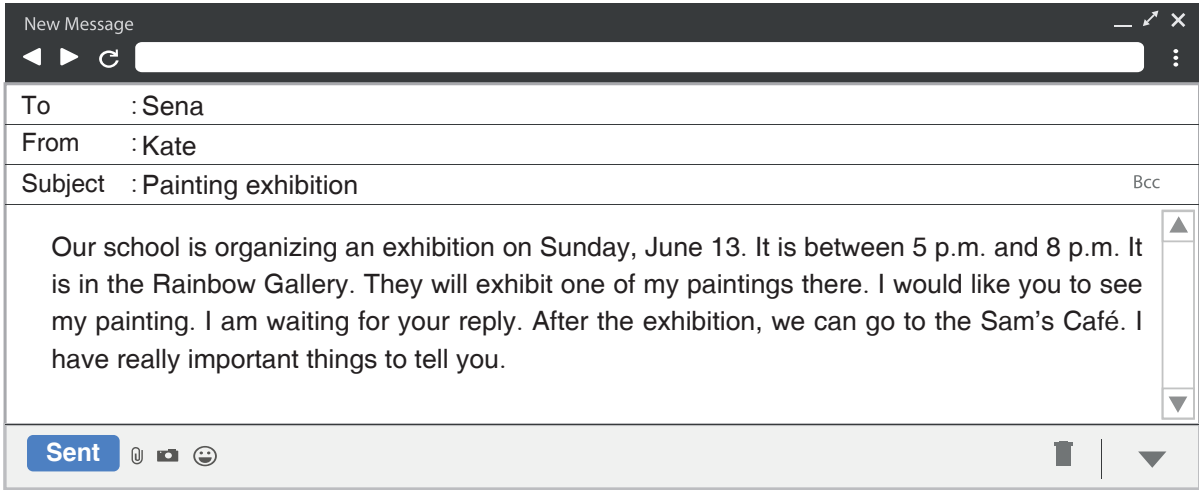 New Message
To : Sena
From : Kate
Subject : Painting exhibition Bcc
Our school is organizing an exhibition on Sunday, June 13. It is between 5 p.m. and 8 p.m. It
is in the Rainbow Gallery. They will exhibit one of my paintings there. I would like you to see
my painting. I am waiting for your reply. After the exhibition, we can go to the Sam's Café. I
have really important things to tell you.
Sent